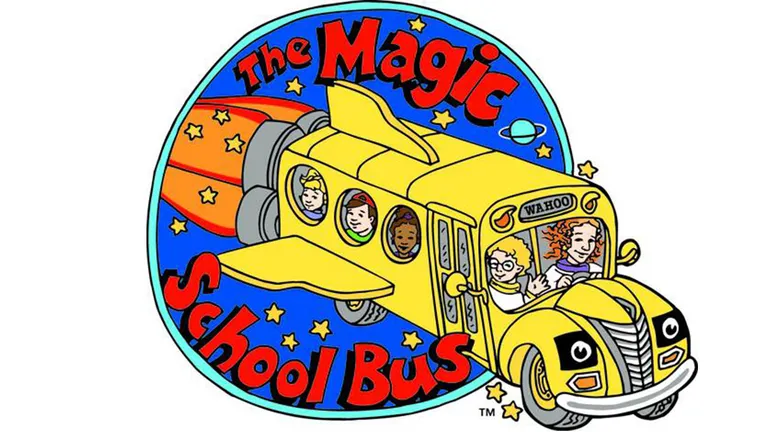 The Magic
School Bus
WAHOO
TM